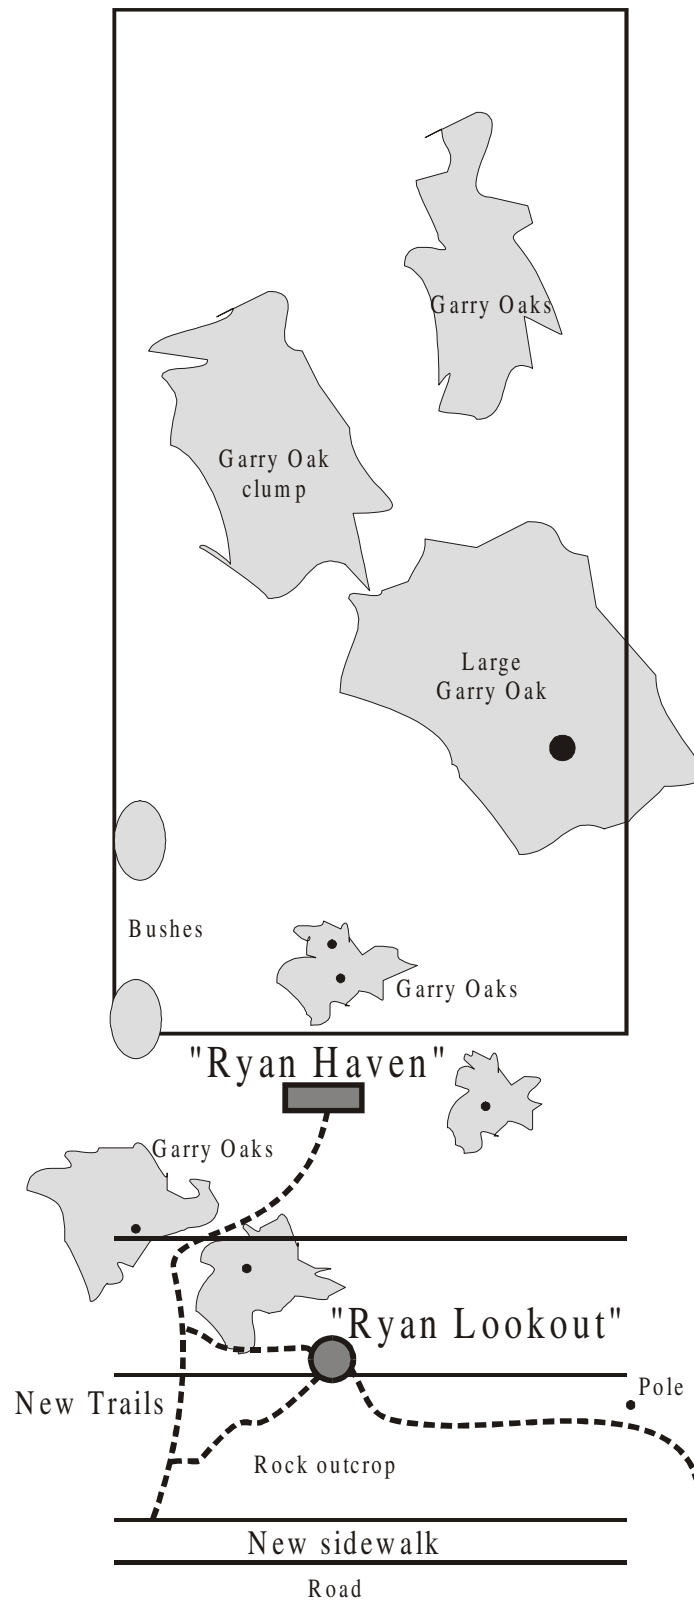 Garry Oaks
Garry Oak
clump
Large
Garry Oak
Bushes
Garry Oaks
"Ryan Haven"
Garry Oaks
"Ryan Lookout"
Pole
New Trails
Rock outcrop
New sidewalk
Road